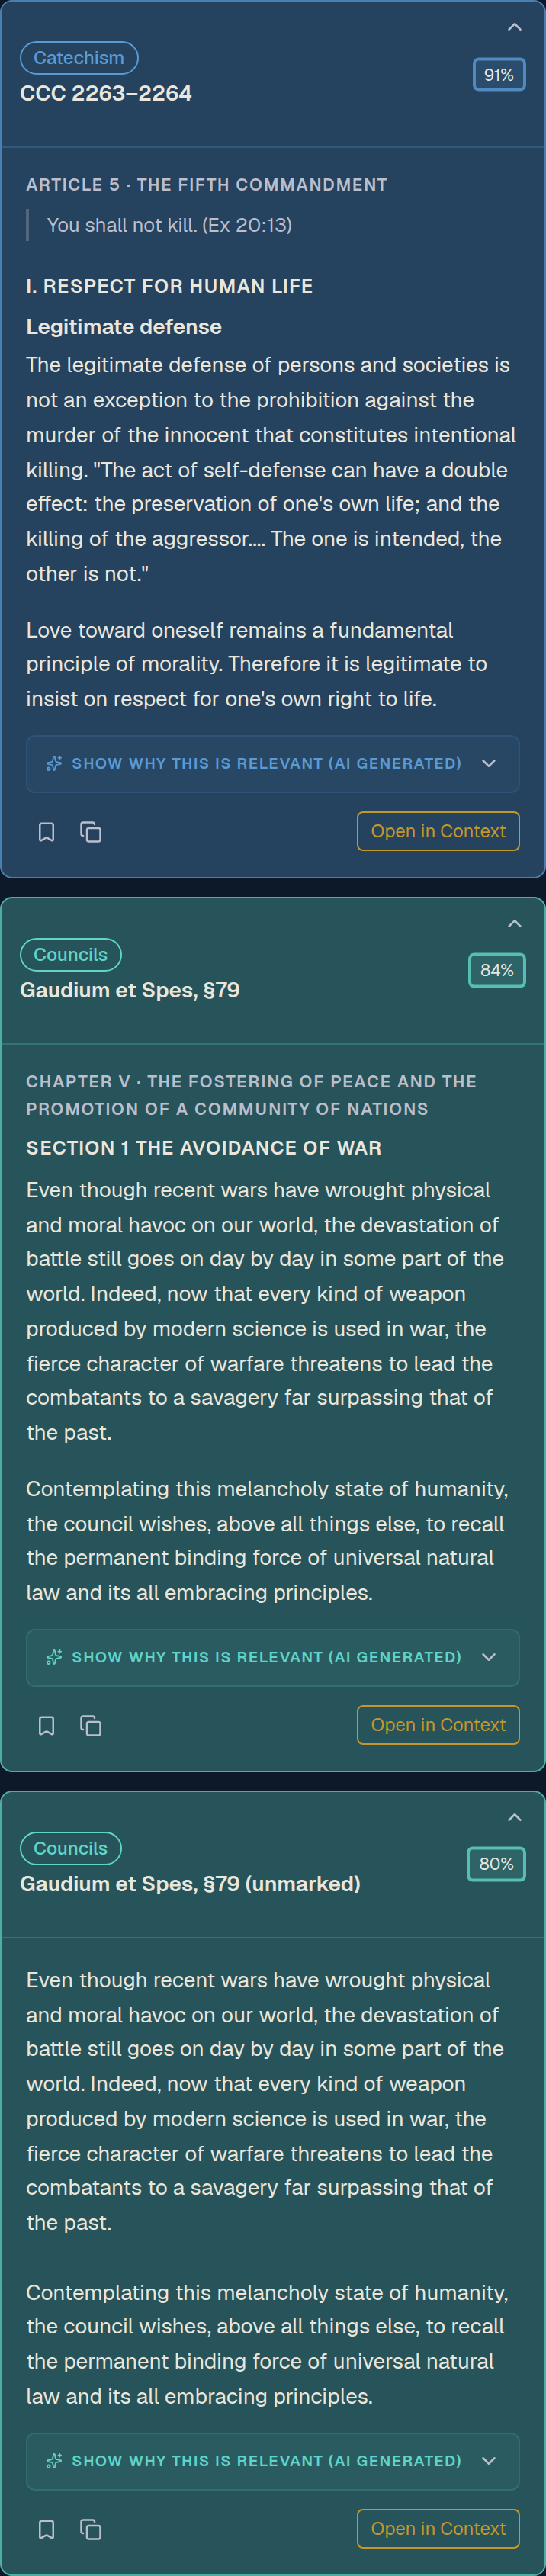 Catechism
CCC 2263–2264
91%
ARTICLE 5 · THE FIFTH COMMANDMENT
You shall not kill. (Ex 20:13)
I. RESPECT FOR HUMAN LIFE
Legitimate defense
The legitimate defense of persons and societies is
not an exception to the prohibition against the
murder of the innocent that constitutes intentional
killing. "The act of self-defense can have a double
effect: the preservation of one's own life; and the
killing of the aggressor.... The one is intended, the
other is not."
Love toward oneself remains a fundamental
principle of morality. Therefore it is legitimate to
insist on respect for one's own right to life.
SHOW WHY THIS IS RELEVANT (AI GENERATED)
Open in Context
Councils
Gaudium et Spes, §79
84%
CHAPTER V · THE FOSTERING OF PEACE AND THE
PROMOTION OF A COMMUNITY OF NATIONS
SECTION 1 THE AVOIDANCE OF WAR
Even though recent wars have wrought physical
and moral havoc on our world, the devastation of
battle still goes on day by day in some part of the
world. Indeed, now that every kind of weapon
produced by modern science is used in war, the
fierce character of warfare threatens to lead the
combatants to a savagery far surpassing that of
the past.
Contemplating this melancholy state of humanity,
the council wishes, above all things else, to recall
the permanent binding force of universal natural
law and its all embracing principles.
SHOW WHY THIS IS RELEVANT (AI GENERATED)
Open in Context
Councils
Gaudium et Spes, §79 (unmarked)
80%
Even though recent wars have wrought physical
and moral havoc on our world, the devastation of
battle still goes on day by day in some part of the
world. Indeed, now that every kind of weapon
produced by modern science is used in war, the
fierce character of warfare threatens to lead the
combatants to a savagery far surpassing that of
the past.
Contemplating this melancholy state of humanity,
the council wishes, above all things else, to recall
the permanent binding force of universal natural
law and its all embracing principles.
SHOW WHY THIS IS RELEVANT (AI GENERATED)
Open in Context